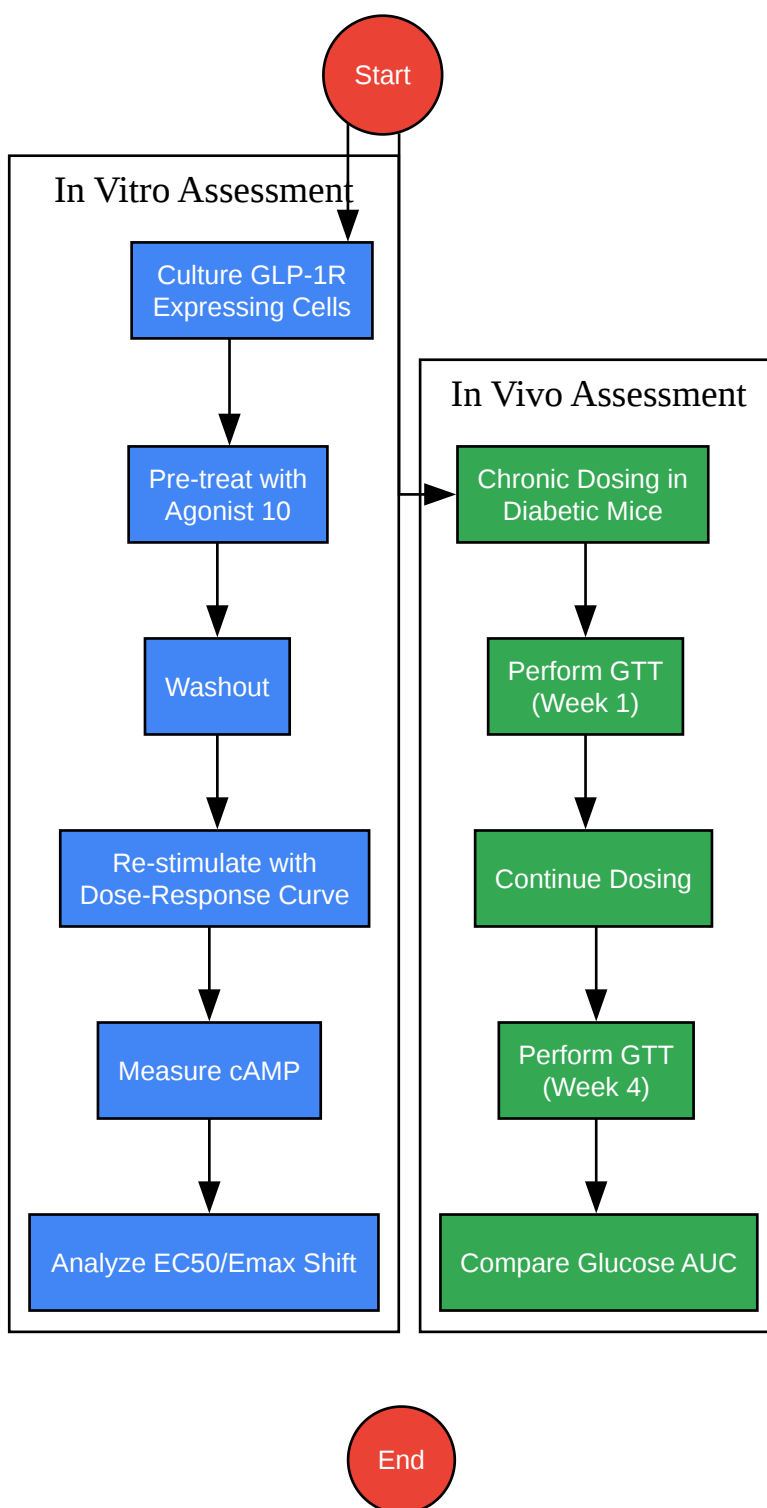 Start
In Vitro Assessment
Culture GLP-1R
Expressing Cells
Pre-treat with
Agonist 10
Washout
Re-stimulate with
Dose-Response Curve
Measure cAMP
Analyze EC50/Emax Shift
In Vivo Assessment
Chronic Dosing in
Diabetic Mice
Perform GTT
(Week 1)
Continue Dosing
Perform GTT
(Week 4)
Compare Glucose AUC
End